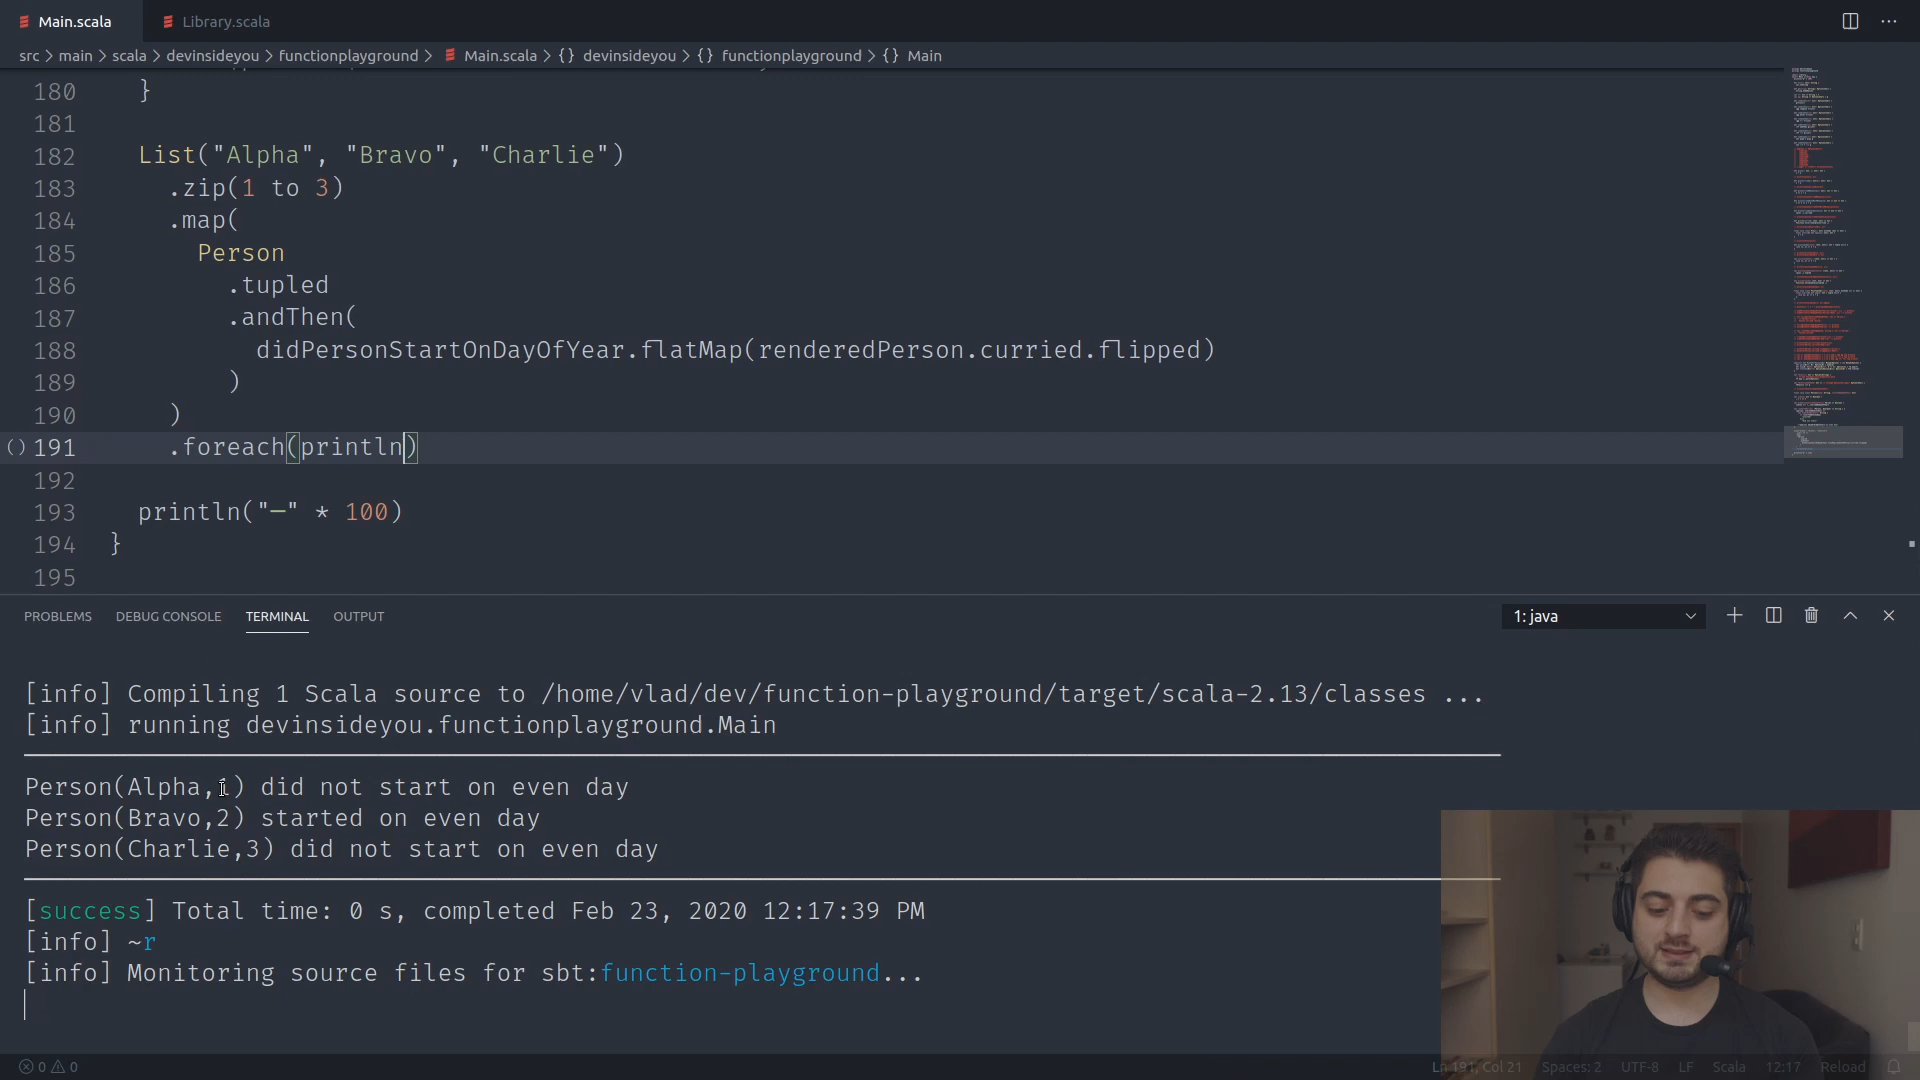 Main.scala
Library.scala
src > main > scala > devinsideyou > functionplayground > Main.scala > {} devinsideyou > {} functionplayground > {} Main
180 }
181
182 List("Alpha", "Bravo", "Charlie")
183 .zip(1 to 3)
184 .map(
185 Person
186 .tupled
187 .andThen(
188 didPersonStartOnDayOfYear.flatMap(renderedPerson.curried.flipped)
189 )
190 )
191 .foreach(println)
192
193 println("─" * 100)
194 }
195
PROBLEMS DEBUG CONSOLE TERMINAL OUTPUT 1: java
[info] Compiling 1 Scala source to /home/vlad/dev/function-playground/target/scala-2.13/classes ...
[info] running devinsideyou.functionplayground.Main
Person(Alpha,1) did not start on even day
Person(Bravo,2) started on even day
Person(Charlie,3) did not start on even day
[success] Total time: 0 s, completed Feb 23, 2020 12:17:39 PM
[info] ~r
[info] Monitoring source files for sbt:function-playground...
0 0 Ln 191, Col 21 Spaces: 2 UTF-8 LF Scala 12:17 Reload